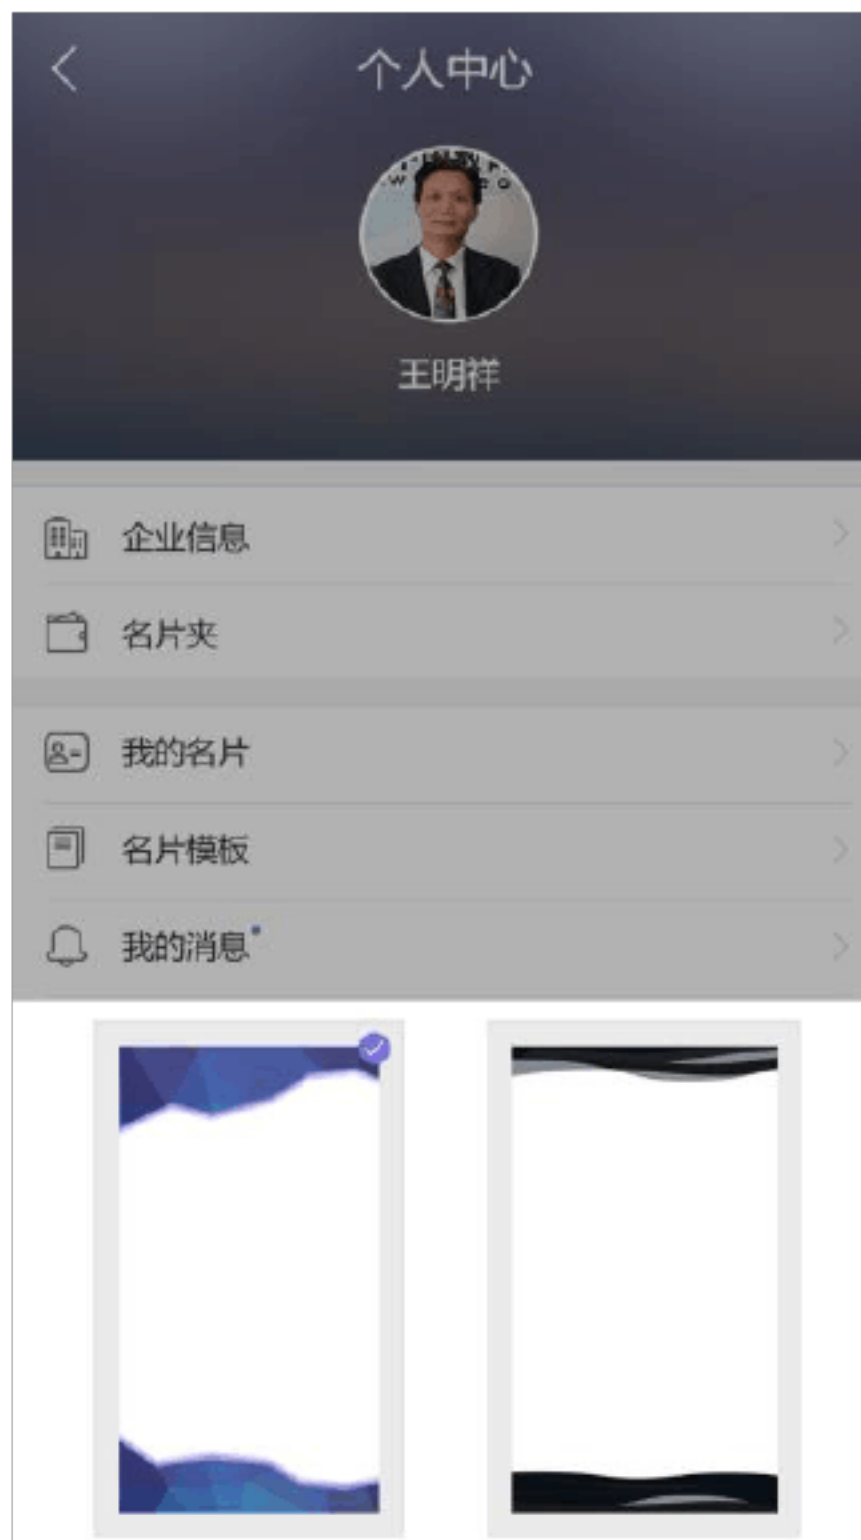 个人中心
王明祥
企业信息
名片夹
我的名片
名片模板
我的消息